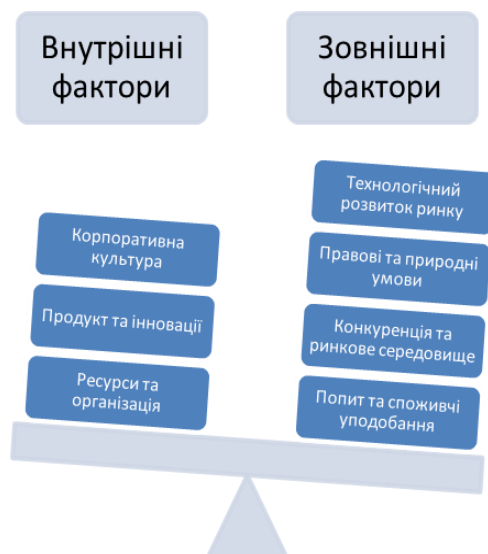 Внутрішні
фактори
Зовнішні
фактори
Корпоративна
культура
Продукт та інновації
Ресурси та
організація
Технологічний
розвиток ринку
Правові та природні
умови
Конкуренція та
ринкове середовище
Попит та споживчі
уподобання